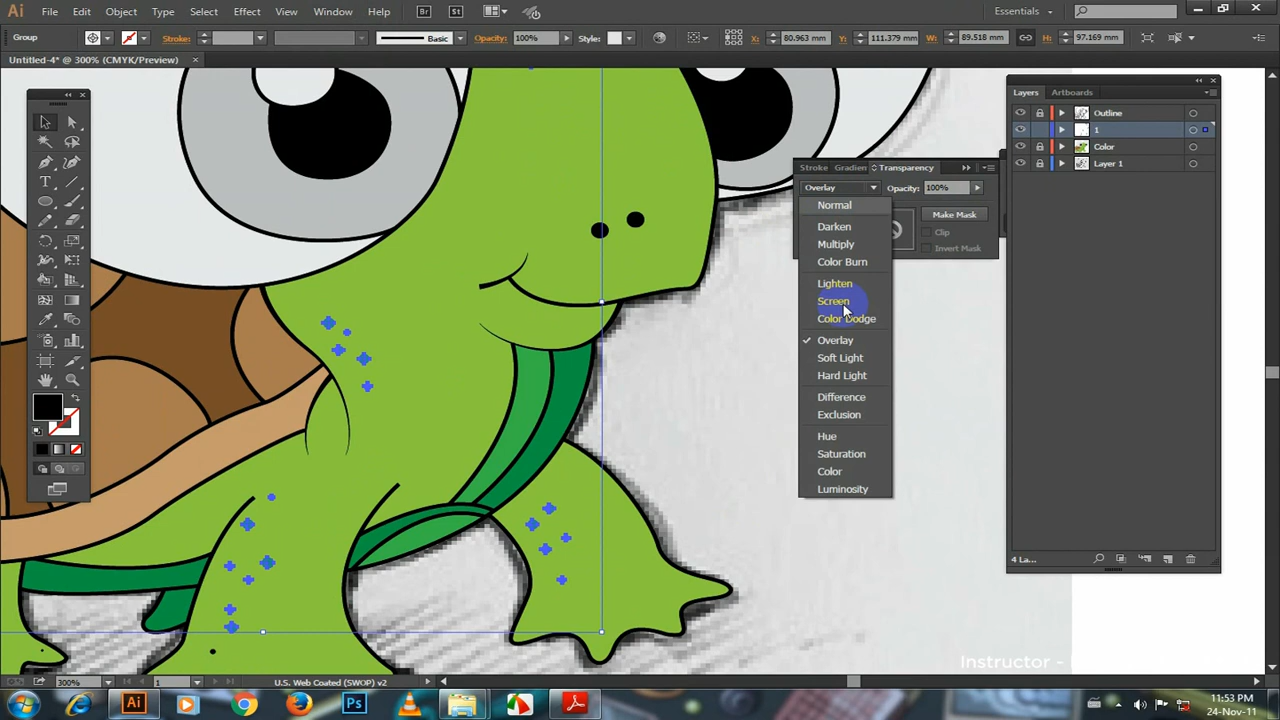 Ai File Edit Object Type Select Effect View Window Help Br St Essentials
Group Stroke: Basic Opacity: 100% Style: X: 80.963 mm Y: 111.379 mm W: 89.518 mm H: 97.169 mm
Untitled-4* @ 300% (CMYK/Preview) ×
Layers Artboards
Outline
1
Color
Layer 1
Stroke Gradien Transparency
Overlay Opacity: 100%
Normal
Make Mask
Darken
Clip
Multiply
Invert Mask
Color Burn
Lighten
Screen
Color Dodge
Overlay
Soft Light
Hard Light
Difference
Exclusion
Hue
Saturation
Color
Luminosity
4 La...
Instructor -
300% 1 U.S. Web Coated (SWOP) v2
Ai Ps
11:53 PM
24-Nov-11